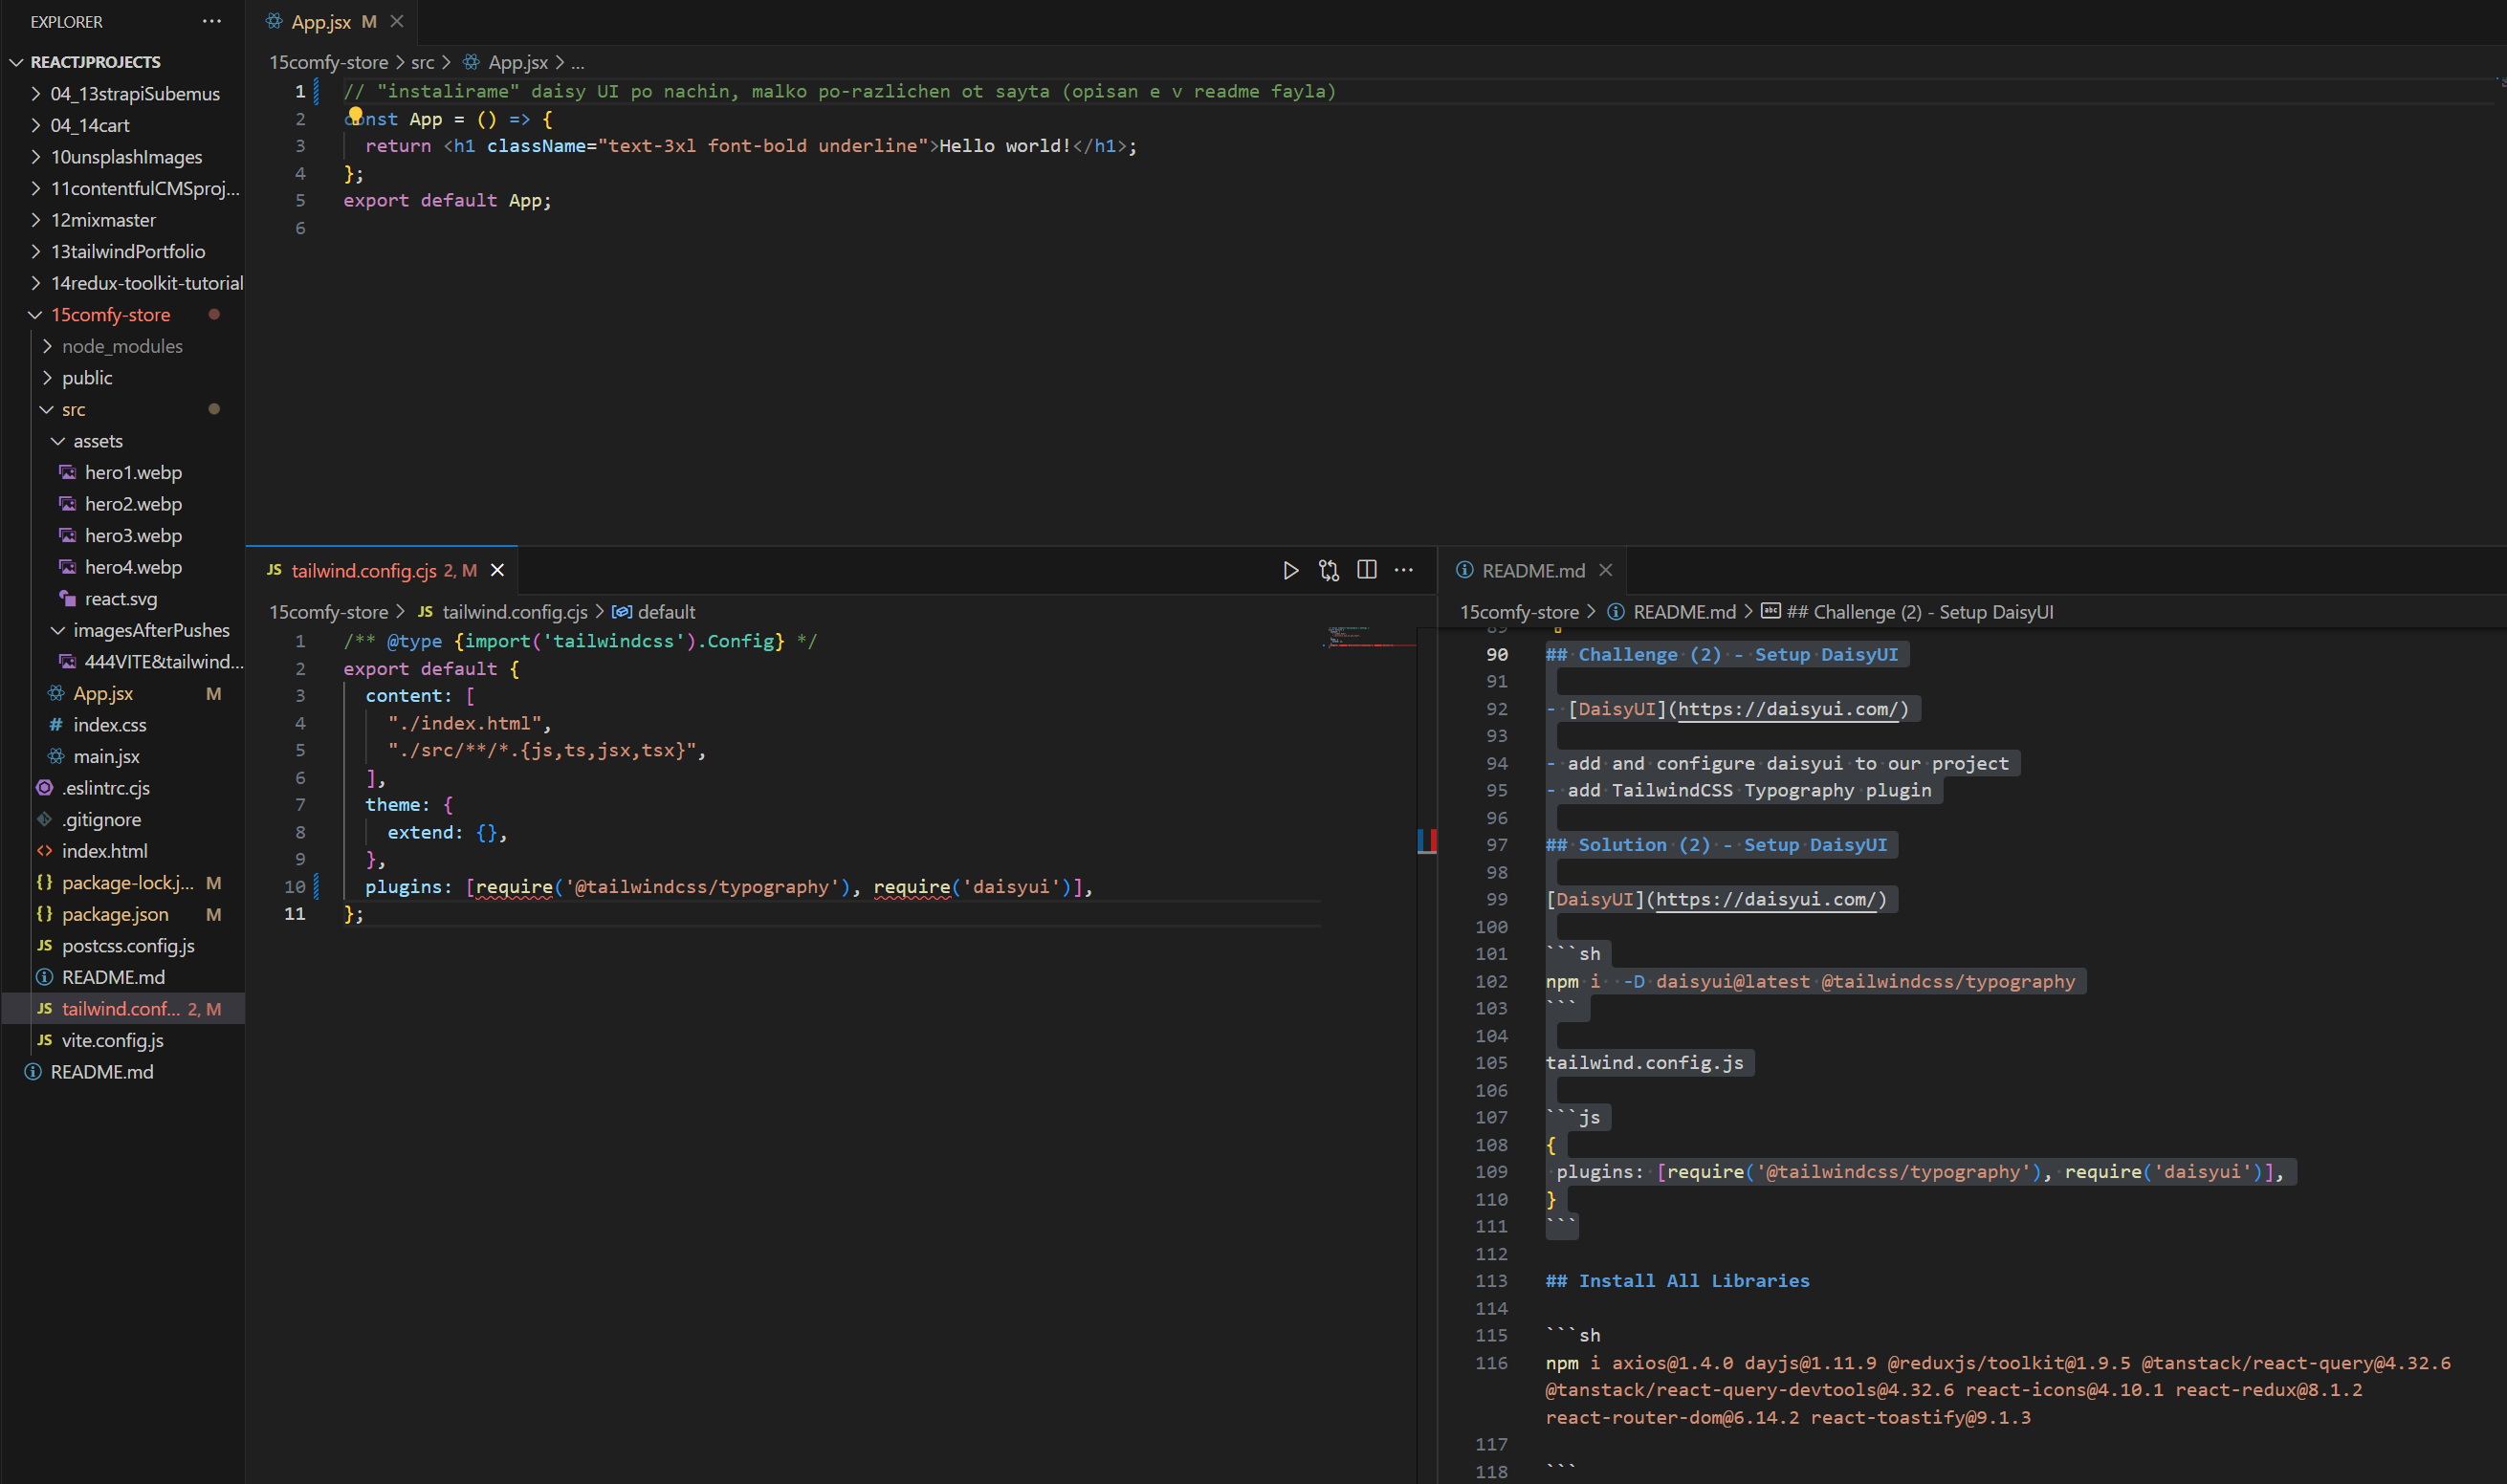 EXPLORER
REACTJPROJECTS
04_13strapiSubemus
04_14cart
10unsplashImages
11contentfulCMSproj...
12mixmaster
13tailwindPortfolio
14redux-toolkit-tutorial
15comfy-store
node_modules
public
src
assets
hero1.webp
hero2.webp
hero3.webp
hero4.webp
react.svg
imagesAfterPushes
444VITE&tailwind...
App.jsx M
# index.css
main.jsx
.eslintrc.cjs
.gitignore
<> index.html
{} package-lock.j... M
{} package.json M
JS postcss.config.js
README.md
JS tailwind.conf... 2, M
JS vite.config.js
README.md
App.jsx M
15comfy-store > src > App.jsx > ...
1 // "instalirame" daisy UI po nachin, malko po-razlichen ot sayta (opisan e v readme fayla)
2 const App = () => {
3 return <h1 className="text-3xl font-bold underline">Hello world!</h1>;
4 };
5 export default App;
6
JS tailwind.config.cjs 2, M
15comfy-store > JS tailwind.config.cjs > default
1 /** @type {import('tailwindcss').Config} */
2 export default {
3 content: [
4 "./index.html",
5 "./src/**/*.{js,ts,jsx,tsx}",
6 ],
7 theme: {
8 extend: {},
9 },
10 plugins: [require('@tailwindcss/typography'), require('daisyui')],
11 };
README.md
15comfy-store > README.md > abc ## Challenge (2) - Setup DaisyUI
89
90 ## Challenge (2) - Setup DaisyUI
91
92 - [DaisyUI](https://daisyui.com/)
93
94 - add and configure daisyui to our project
95 - add TailwindCSS Typography plugin
96
97 ## Solution (2) - Setup DaisyUI
98
99 [DaisyUI](https://daisyui.com/)
100
101 ```sh
102 npm i  -D daisyui@latest @tailwindcss/typography
103 ```
104
105 tailwind.config.js
106
107 ```js
108 {
109 plugins: [require('@tailwindcss/typography'), require('daisyui')],
110 }
111 ```
112
113 ## Install All Libraries
114
115 ```sh
116 npm i axios@1.4.0 dayjs@1.11.9 @reduxjs/toolkit@1.9.5 @tanstack/react-query@4.32.6
@tanstack/react-query-devtools@4.32.6 react-icons@4.10.1 react-redux@8.1.2
react-router-dom@6.14.2 react-toastify@9.1.3
117
118 ```